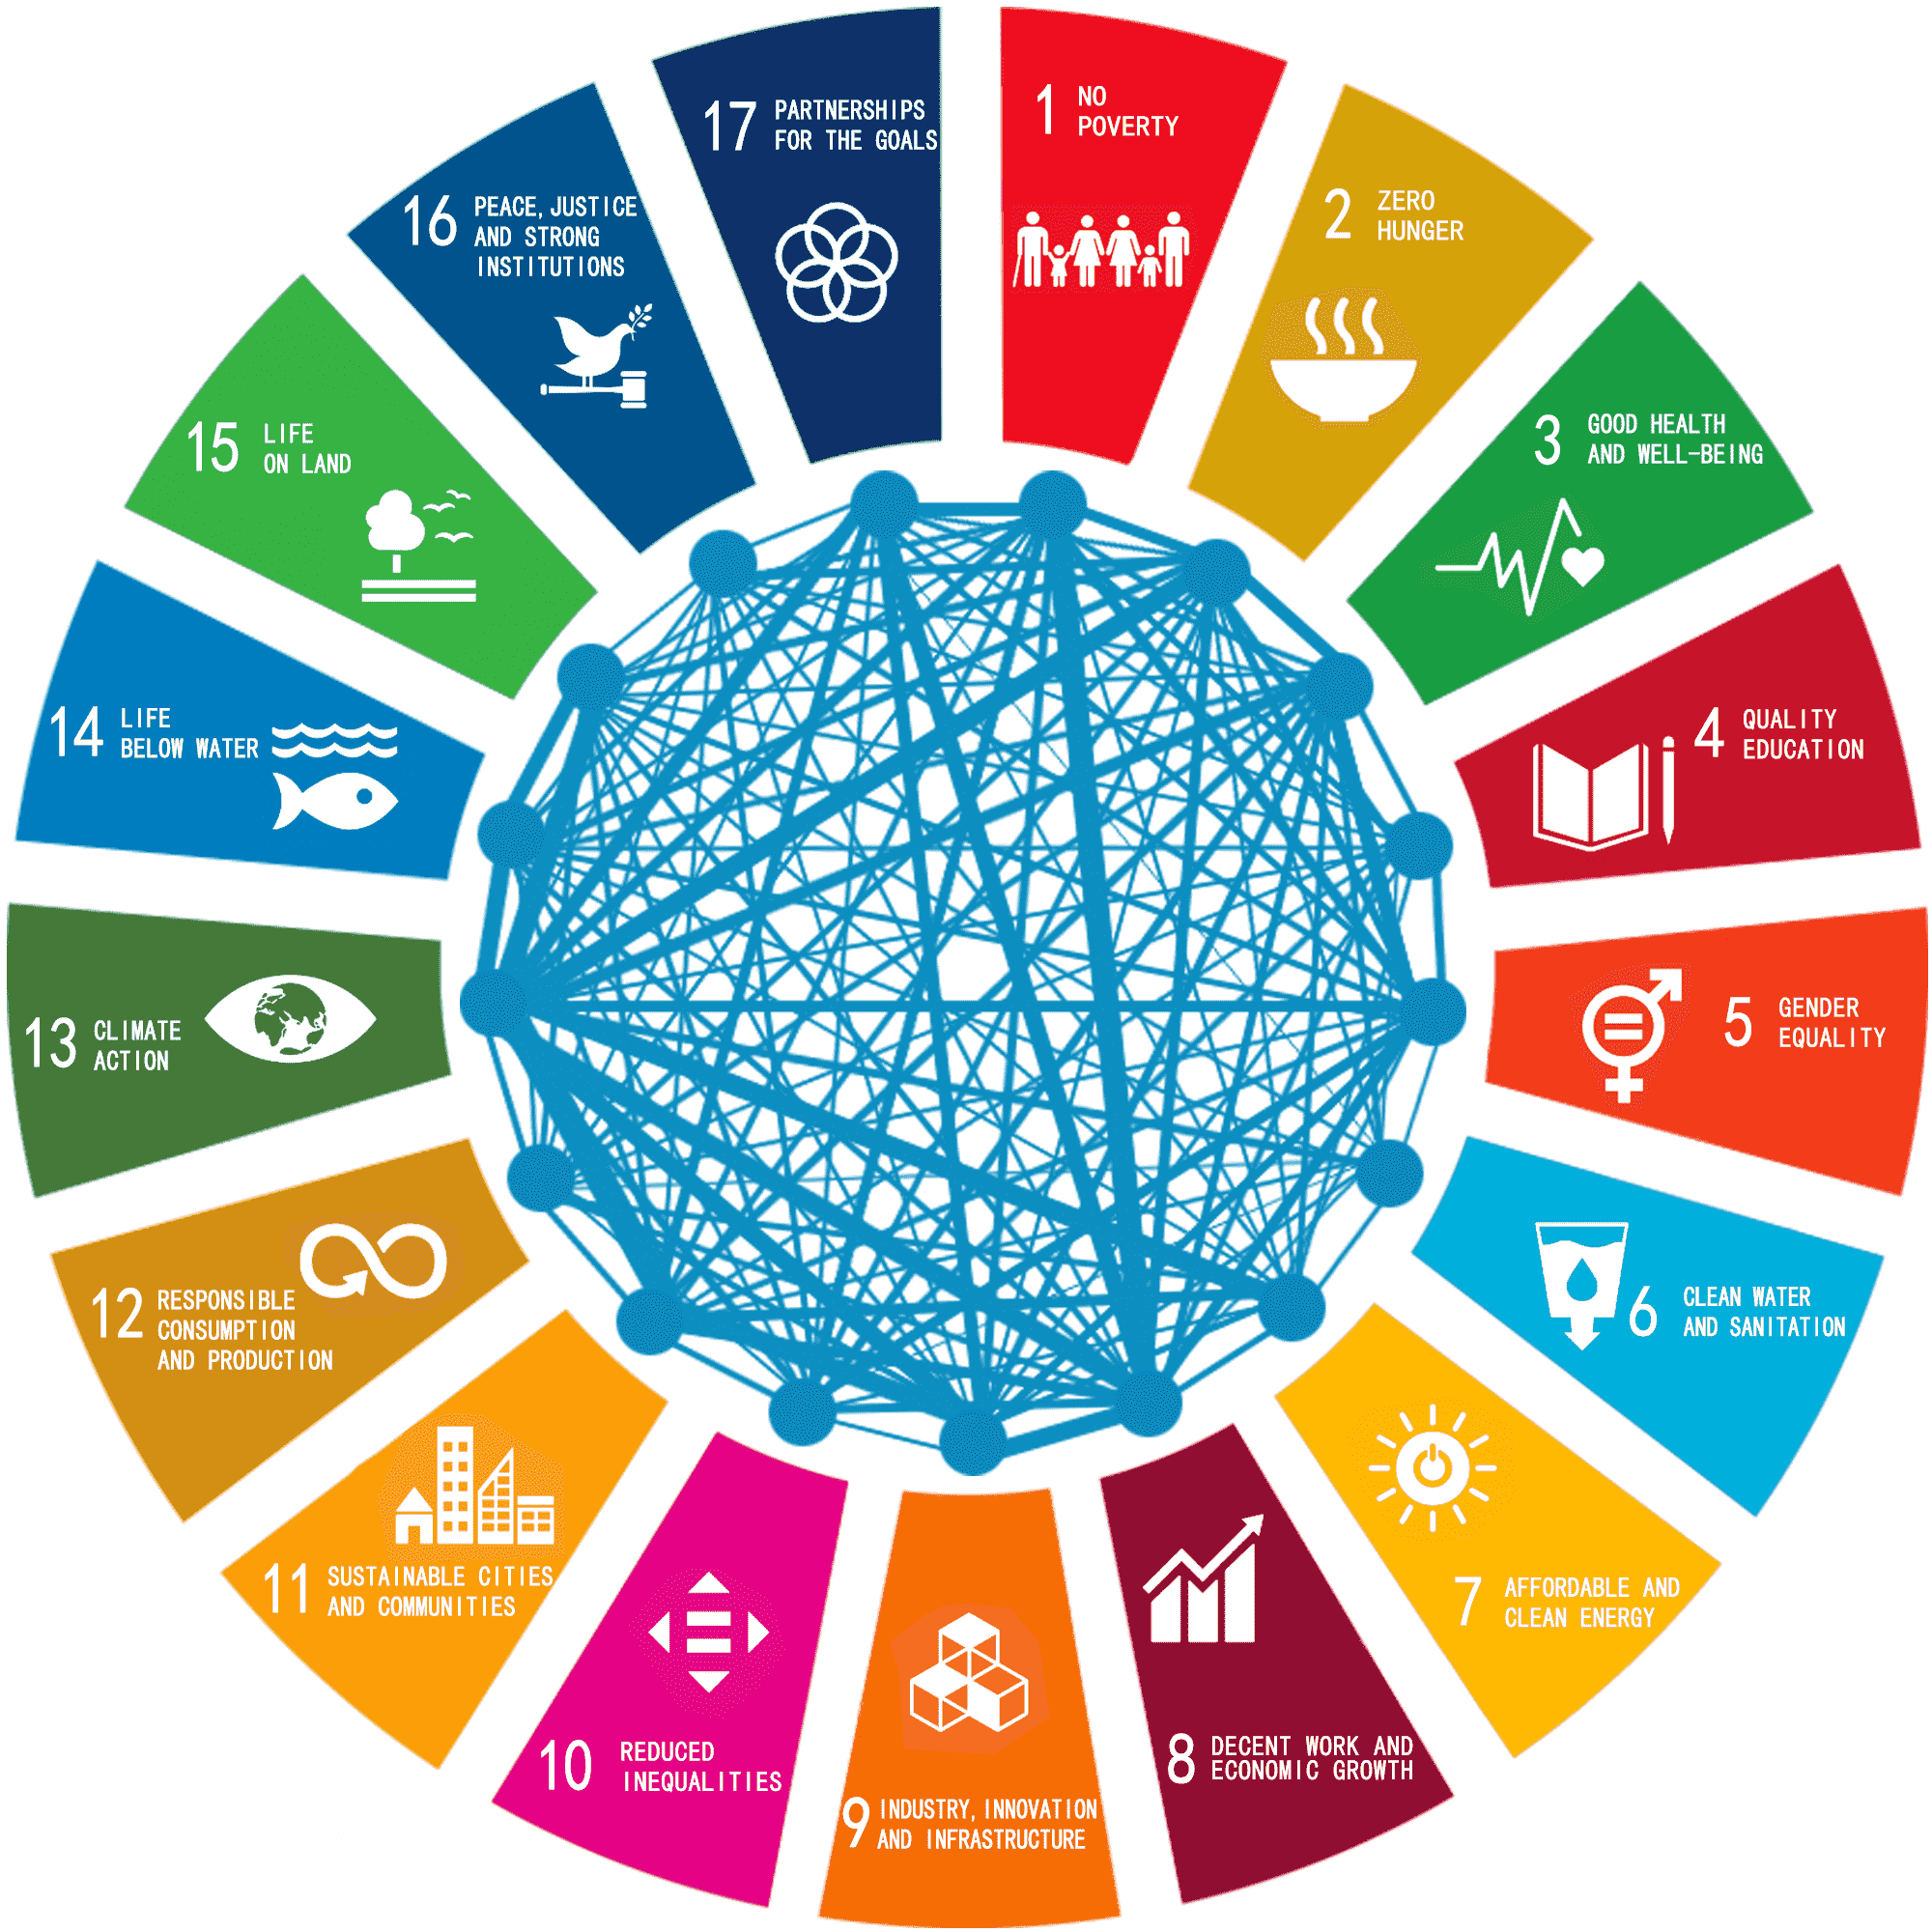 1 NO
POVERTY
2 ZERO
HUNGER
3 GOOD HEALTH
AND WELL-BEING
4 QUALITY
EDUCATION
5 GENDER
EQUALITY
6 CLEAN WATER
AND SANITATION
7 AFFORDABLE AND
CLEAN ENERGY
8 DECENT WORK AND
ECONOMIC GROWTH
9 INDUSTRY, INNOVATION
AND INFRASTRUCTURE
10 REDUCED
INEQUALITIES
11 SUSTAINABLE CITIES
AND COMMUNITIES
12 RESPONSIBLE
CONSUMPTION
AND PRODUCTION
13 CLIMATE
ACTION
14 LIFE
BELOW WATER
15 LIFE
ON LAND
16 PEACE, JUSTICE
AND STRONG
INSTITUTIONS
17 PARTNERSHIPS
FOR THE GOALS